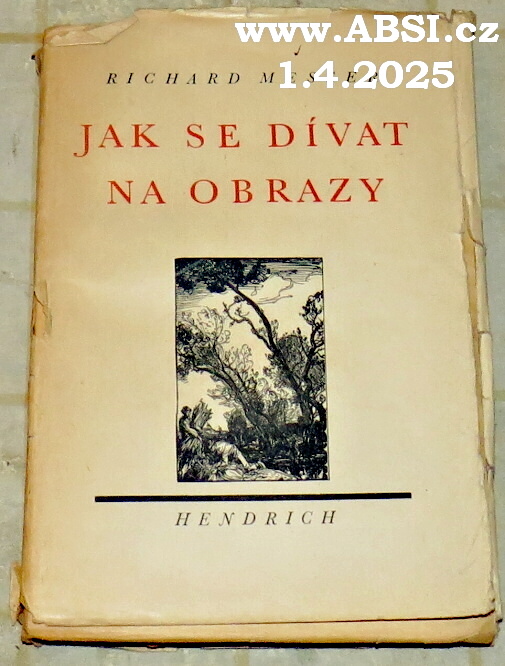 www.ABSI.cz
RICHARD
1.4.2025
JAK SE DÍVAT
NA OBRAZY
HENDRICH